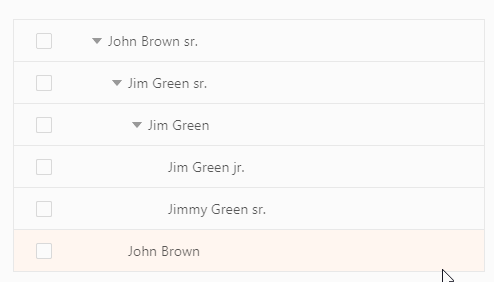 John Brown sr.
Jim Green sr.
Jim Green
Jim Green jr.
Jimmy Green sr.
John Brown